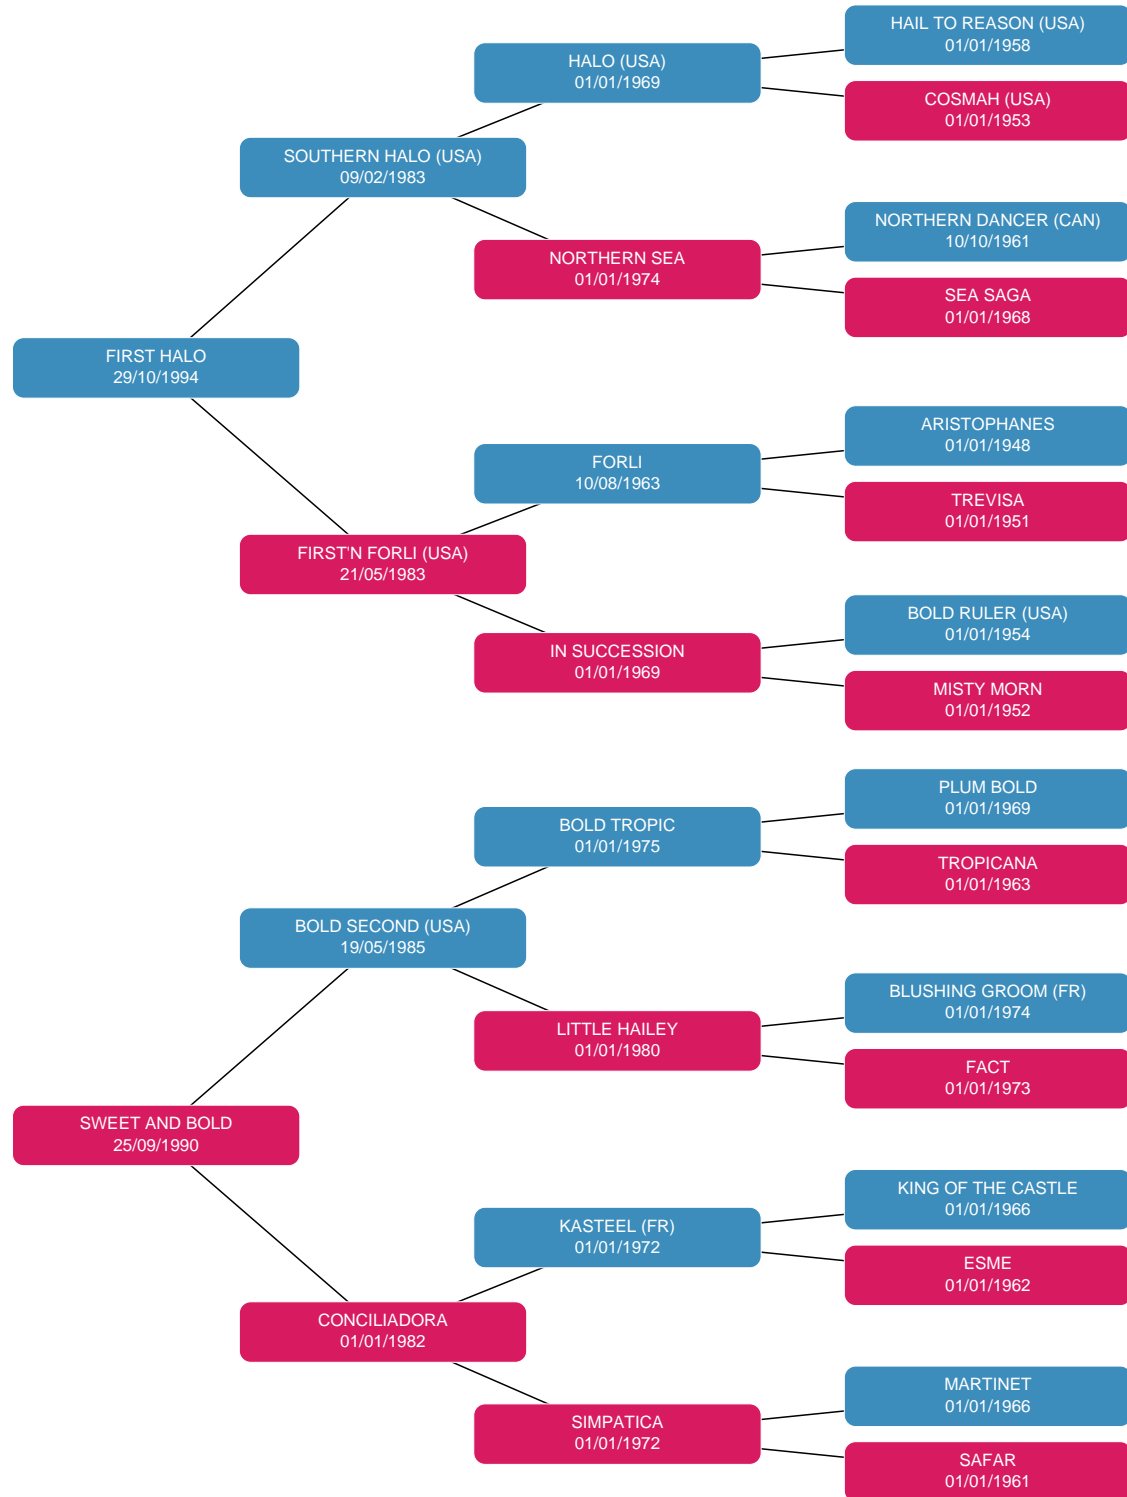 HAIL TO REASON (USA)
01/01/1958
HALO (USA)
01/01/1969
COSMAH (USA)
01/01/1953
SOUTHERN HALO (USA)
09/02/1983
NORTHERN DANCER (CAN)
10/10/1961
NORTHERN SEA
01/01/1974
SEA SAGA
01/01/1968
FIRST HALO
29/10/1994
ARISTOPHANES
01/01/1948
FORLI
10/08/1963
TREVISA
01/01/1951
FIRST'N FORLI (USA)
21/05/1983
BOLD RULER (USA)
01/01/1954
IN SUCCESSION
01/01/1969
MISTY MORN
01/01/1952
PLUM BOLD
01/01/1969
BOLD TROPIC
01/01/1975
TROPICANA
01/01/1963
BOLD SECOND (USA)
19/05/1985
BLUSHING GROOM (FR)
01/01/1974
LITTLE HAILEY
01/01/1980
FACT
01/01/1973
SWEET AND BOLD
25/09/1990
KING OF THE CASTLE
01/01/1966
KASTEEL (FR)
01/01/1972
ESME
01/01/1962
CONCILIADORA
01/01/1982
MARTINET
01/01/1966
SIMPATICA
01/01/1972
SAFAR
01/01/1961